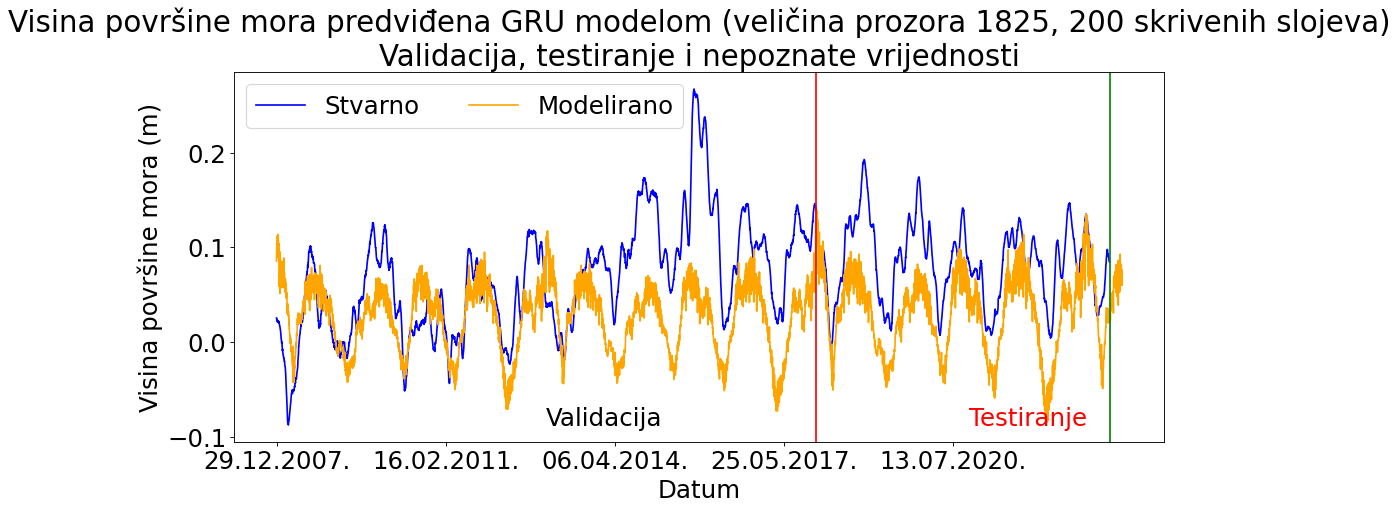 Visina površine mora predviđena GRU modelom (veličina prozora 1825, 200 skrivenih slojeva)
Validacija, testiranje i nepoznate vrijednosti
Stvarno Modelirano
Visina površine mora (m)
0.2
0.1
0.0
−0.1
Validacija Testiranje
29.12.2007. 16.02.2011. 06.04.2014. 25.05.2017. 13.07.2020.
Datum